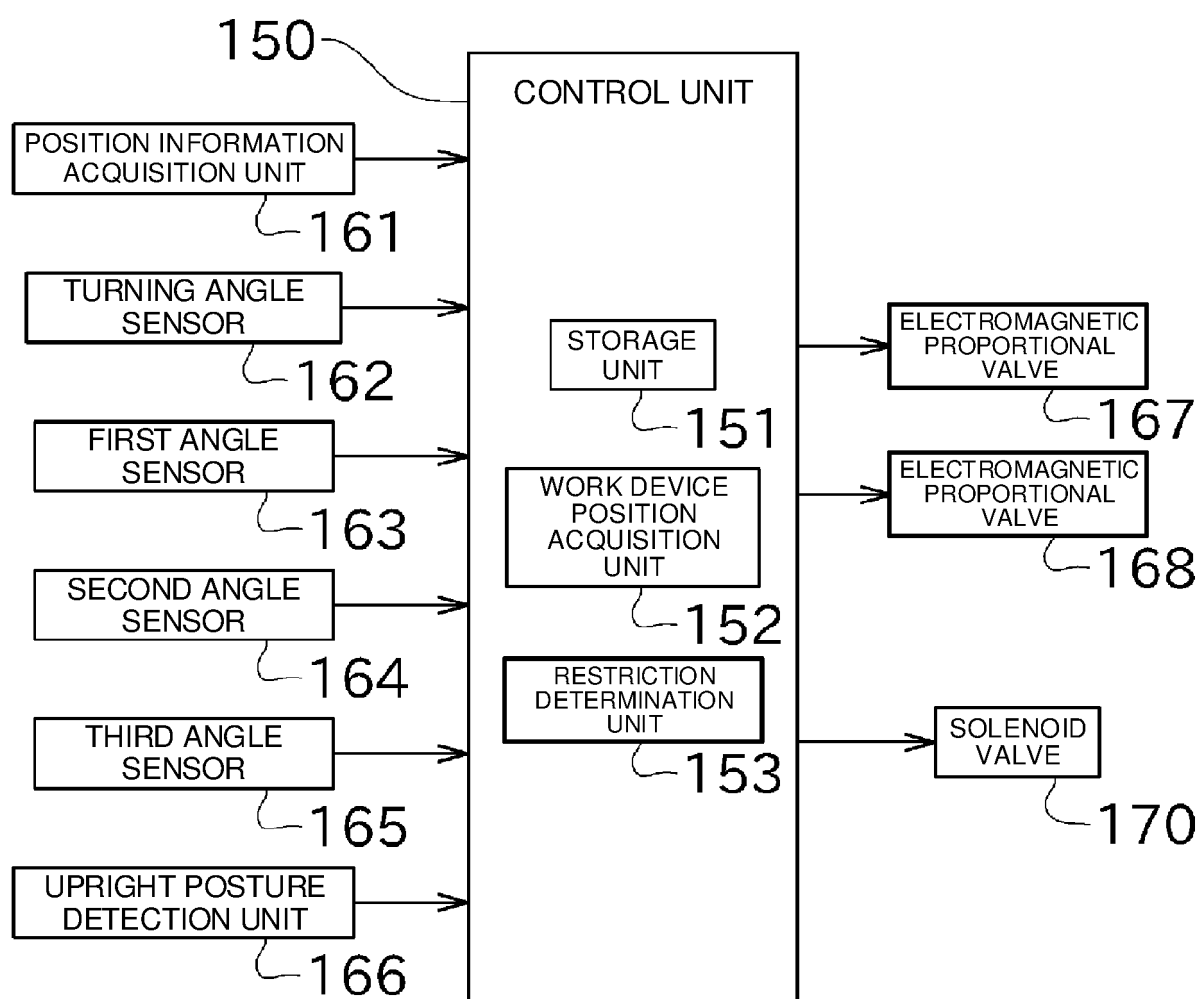 150
CONTROL UNIT
POSITION INFORMATION
ACQUISITION UNIT
161
TURNING ANGLE
SENSOR
162
FIRST ANGLE
SENSOR
163
SECOND ANGLE
SENSOR
164
THIRD ANGLE
SENSOR
165
UPRIGHT POSTURE
DETECTION UNIT
166
STORAGE
UNIT
151
WORK DEVICE
POSITION
ACQUISITION
UNIT
152
RESTRICTION
DETERMINATION
UNIT
153
ELECTROMAGNETIC
PROPORTIONAL
VALVE
167
ELECTROMAGNETIC
PROPORTIONAL VALVE
168
SOLENOID
VALVE
170